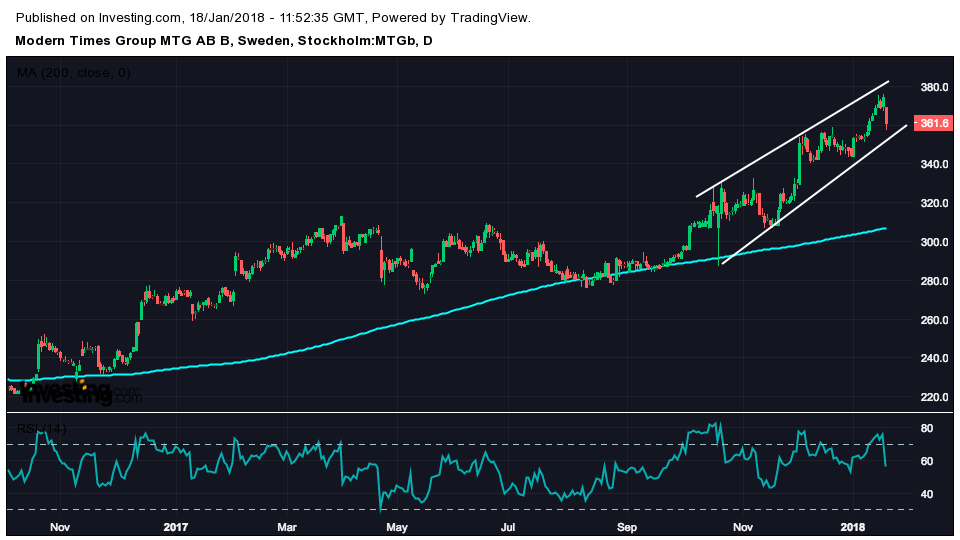 Published on Investing.com, 18/Jan/2018 - 11:52:35 GMT, Powered by TradingView.
Modern Times Group MTG AB B, Sweden, Stockholm:MTGb, D
MA (200, close, 0)
380.0
361.6
340.0
320.0
300.0
280.0
260.0
240.0
220.0
Investing.com
RSI (14)
80
60
40
Nov 2017 Mar May Jul Sep Nov 2018